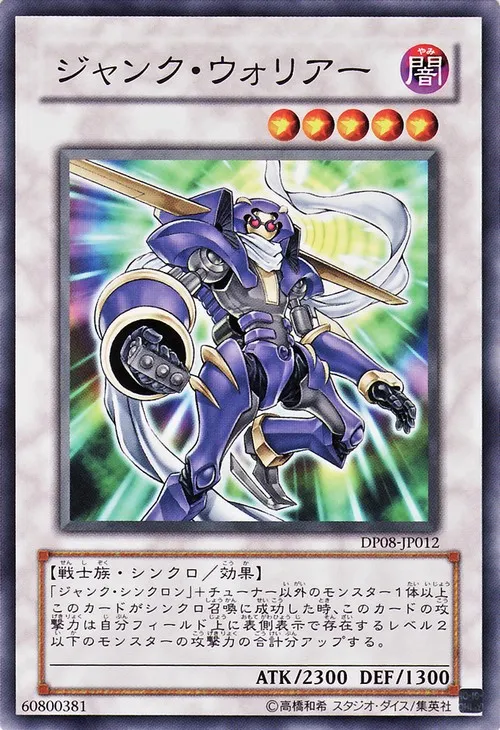 ジャンク・ウォリアー
闇
やみ
DP08-JP012
【戦士族・シンクロ／効果】
「ジャンク・シンクロン」＋チューナー以外のモンスター１体以上
このカードがシンクロ召喚に成功した時、このカードの攻
撃力は自分フィールド上に表側表示で存在するレベル２
以下のモンスターの攻撃力の合計分アップする。
ATK/2300 DEF/1300
60800381
©高橋和希 スタジオ・ダイス/集英社